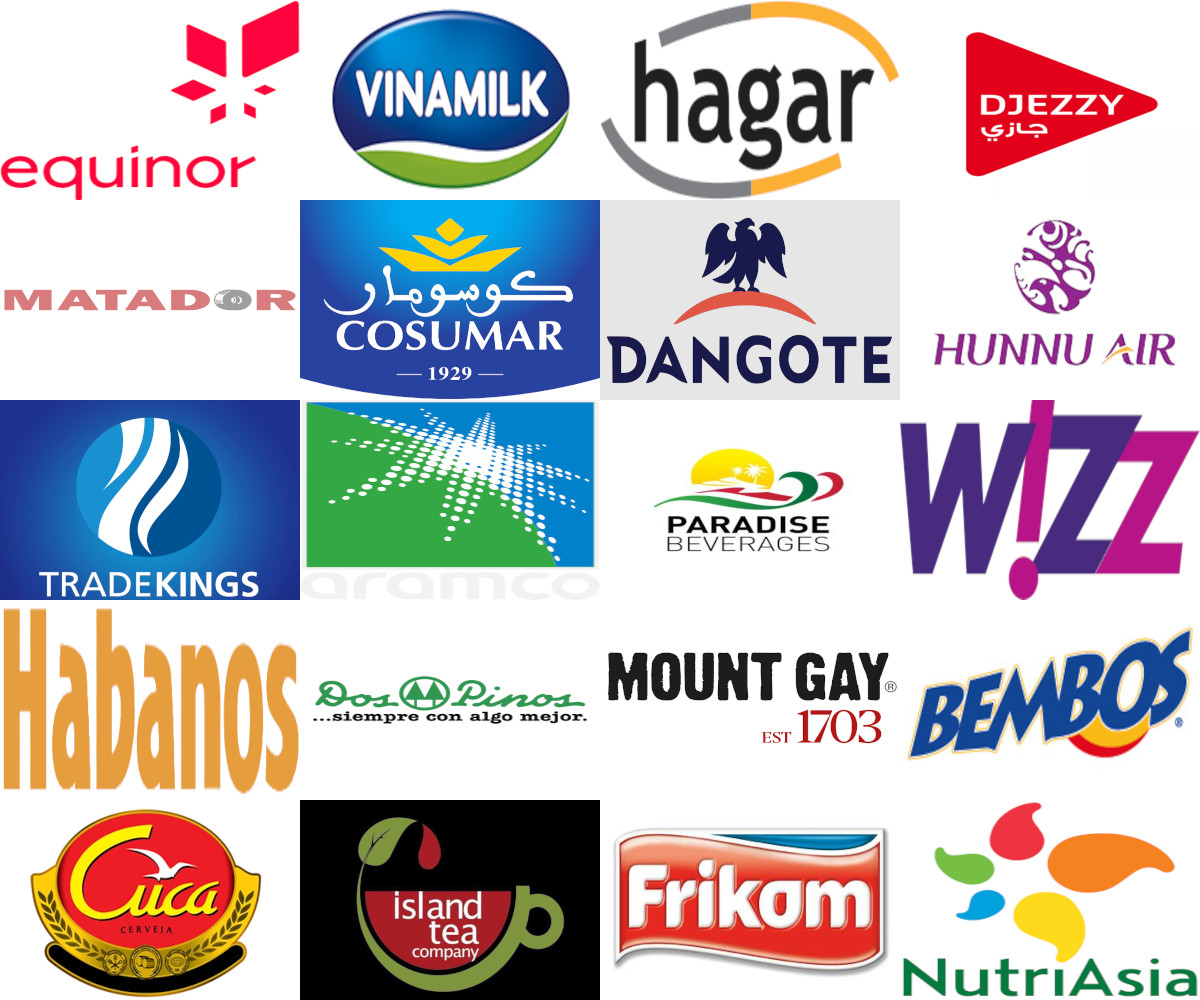 equinor
VINAMILK
hagar
DJEZZY
جازي
MATADOR
كوسومار
COSUMAR
1929
DANGOTE
HUNNU AIR
TRADEKINGS
aramco
PARADISE
BEVERAGES
W!ZZ
Habanos
Dos Pinos
...siempre con algo mejor.
MOUNT GAY®
EST 1703
BEMBOS®
Cuca
CERVEJA
island
tea
company
Frikom
NutriAsia